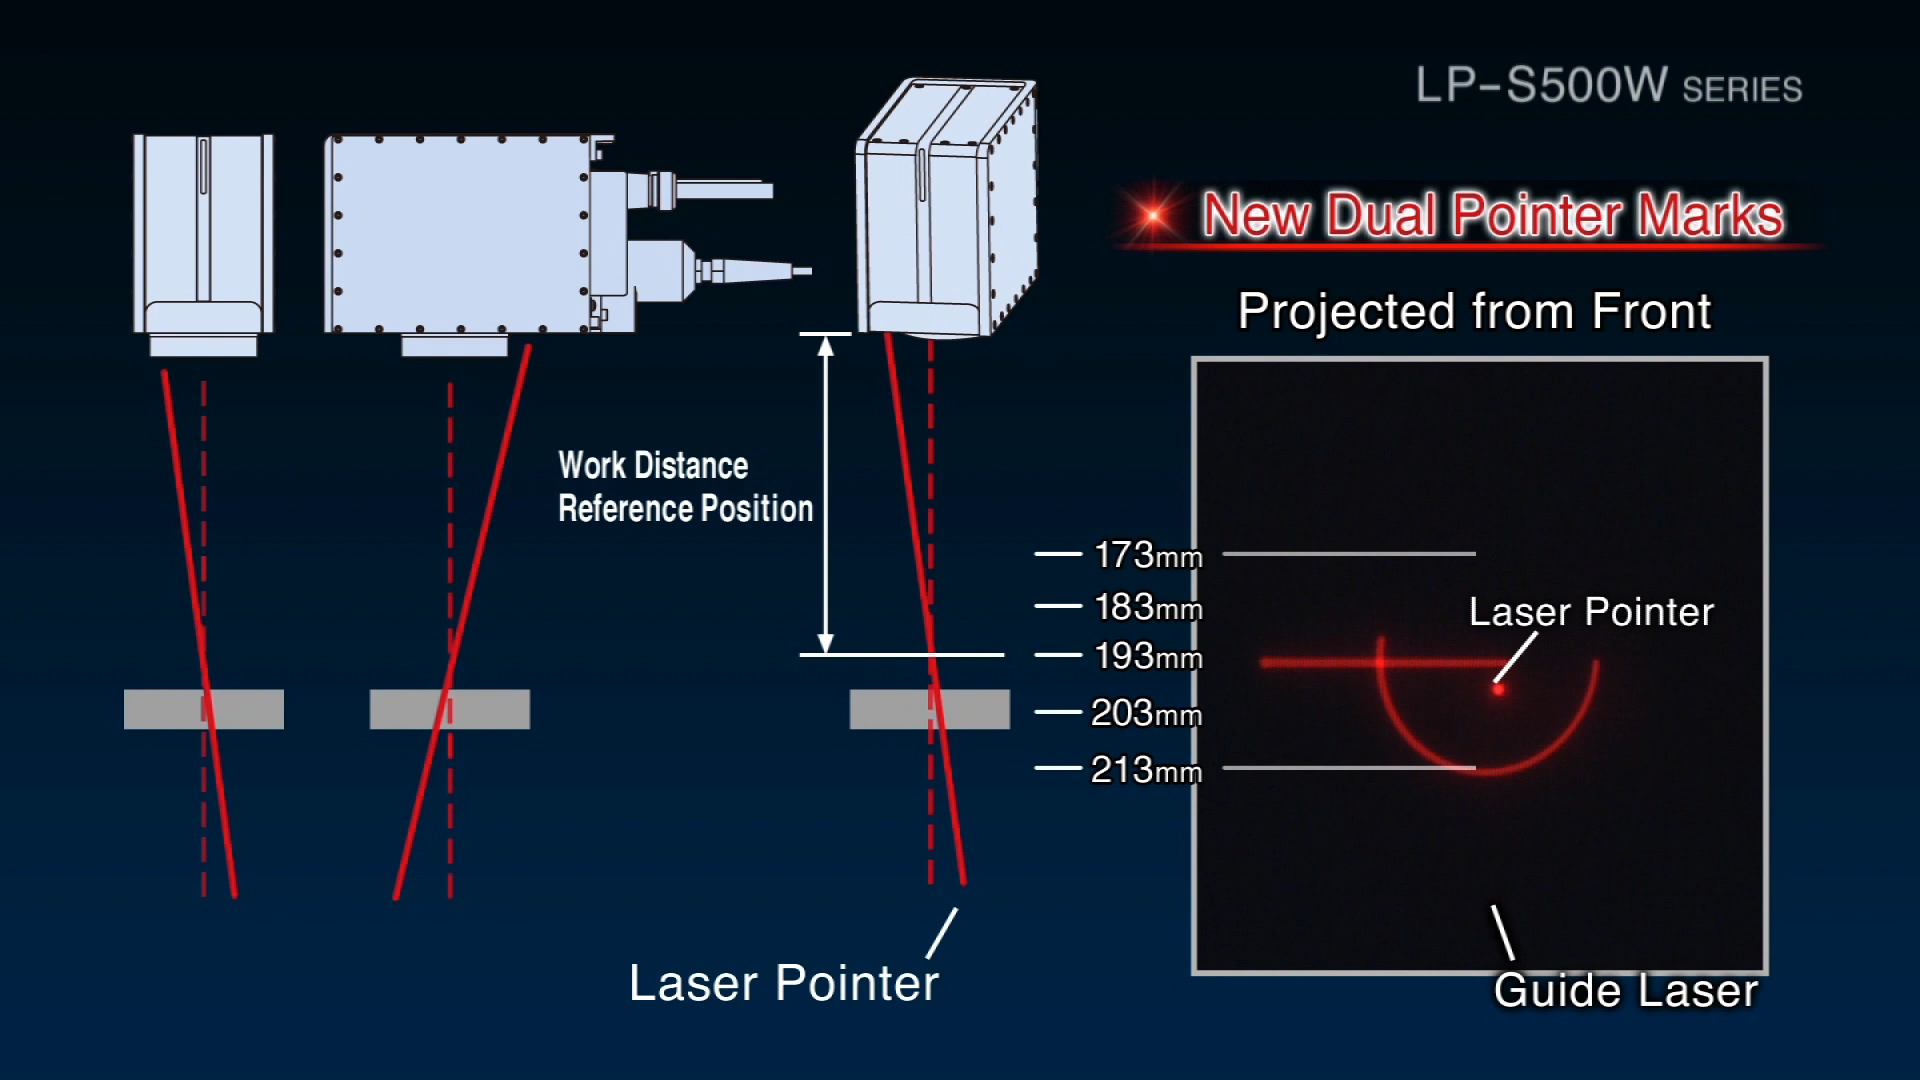 LP-S500W SERIES
New Dual Pointer Marks
Projected from Front
Work Distance
Reference Position
173mm
183mm
193mm
203mm
213mm
Laser Pointer
Laser Pointer
Guide Laser